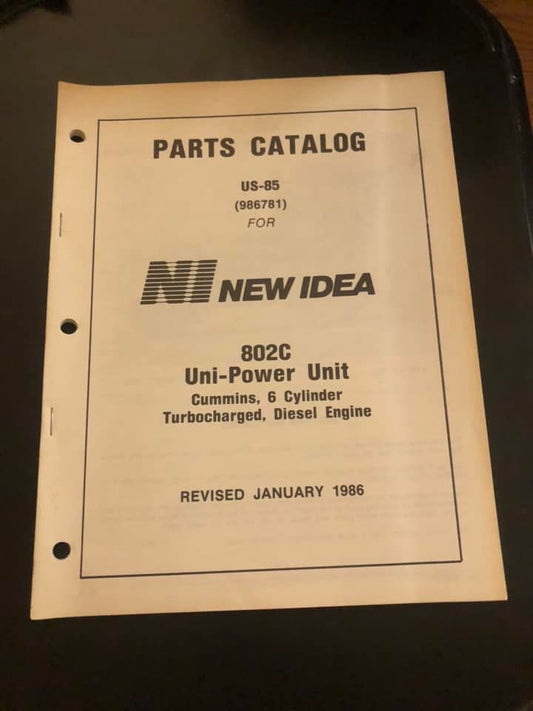 PARTS CATALOG
US-85
(986781)
FOR
NI NEW IDEA
802C
Uni-Power Unit
Cummins, 6 Cylinder
Turbocharged, Diesel Engine
REVISED JANUARY 1986